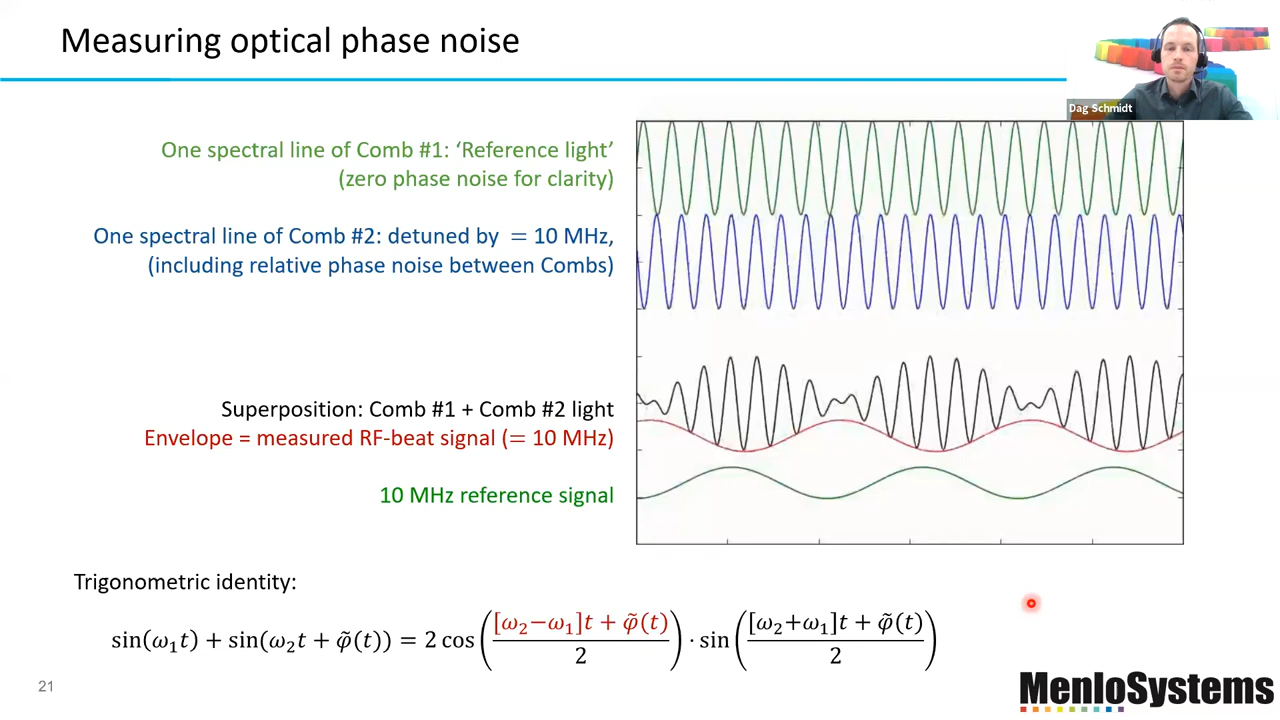 Measuring optical phase noise
Dag Schmidt
One spectral line of Comb #1: ‘Reference light’
(zero phase noise for clarity)
One spectral line of Comb #2: detuned by = 10 MHz,
(including relative phase noise between Combs)
Superposition: Comb #1 + Comb #2 light
Envelope = measured RF-beat signal (= 10 MHz)
10 MHz reference signal
Trigonometric identity:
sin(ω₁t) + sin(ω₂t + φ̃(t)) = 2 cos([ω₂−ω₁]t + φ̃(t) / 2) · sin([ω₂+ω₁]t + φ̃(t) / 2)
21
MenloSystems